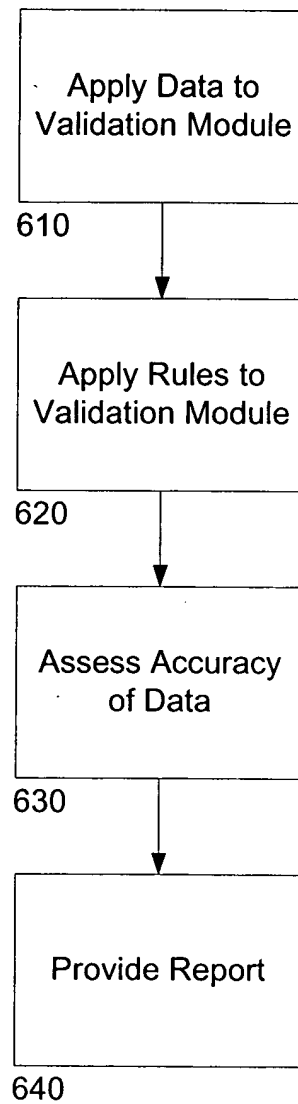 Apply Data to
Validation Module
610
Apply Rules to
Validation Module
620
Assess Accuracy
of Data
630
Provide Report
640